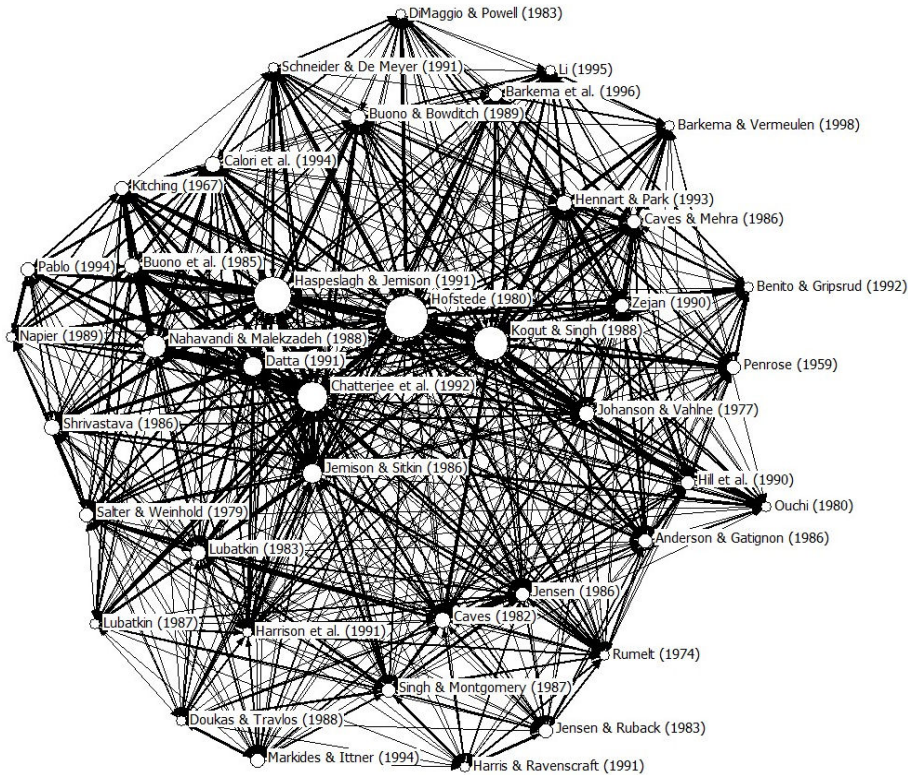 DiMaggio & Powell (1983)
Schneider & De Meyer (1991)
Li (1995)
Barkema et al. (1996)
Buono & Bowditch (1989)
Barkema & Vermeulen (1998)
Calori et al. (1994)
Kitching (1967)
Hennart & Park (1993)
Caves & Mehra (1986)
Buono et al. (1985)
Pablo (1994)
Haspeslagh & Jemison (1991)
Benito & Gripsrud (1992)
Hofstede (1980)
Zejan (1990)
Kogut & Singh (1988)
Napier (1989)
Nahavandi & Malekzadeh (1988)
Datta (1991)
Penrose (1959)
Chatterjee et al. (1992)
Johanson & Vahlne (1977)
Shrivastava (1986)
Jemison & Sitkin (1986)
Hill et al. (1990)
Ouchi (1980)
Salter & Weinhold (1979)
Anderson & Gatignon (1986)
Lubatkin (1983)
Jensen (1986)
Caves (1982)
Lubatkin (1987)
Harrison et al. (1991)
Rumelt (1974)
Singh & Montgomery (1987)
Doukas & Travlos (1988)
Jensen & Ruback (1983)
Markides & Ittner (1994)
Harris & Ravenscraft (1991)